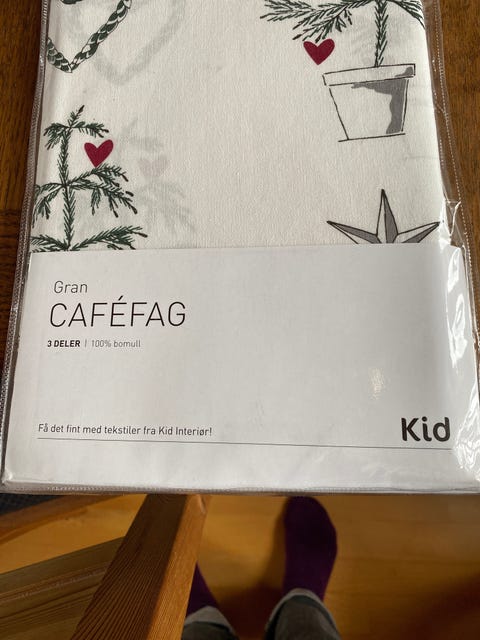 Gran
CAFÉFAG
3 DELER | 100% bomull
Få det fint med tekstiler fra Kid Interiør!
Kid